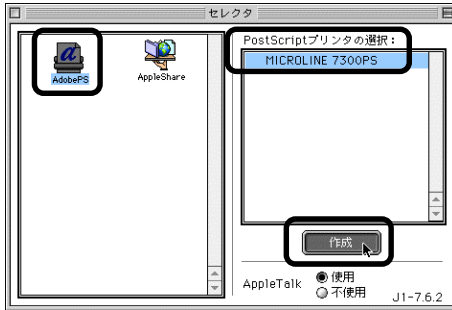 セレクタ
AdobePS
AppleShare
PostScriptプリンタの選択：
MICROLINE 7300PS
作成
AppleTalk
使用
不使用
J1-7.6.2